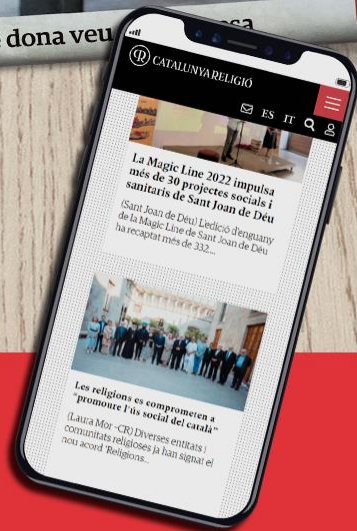 dona veu
CATALUNYARELIGIÓ
ES IT
La Magic Line 2022 impulsa
més de 30 projectes socials i
sanitaris de Sant Joan de Déu
(Sant Joan de Déu) L'edició d'enguany
de la Magic Line de Sant Joan de Déu
ha recaptat més de 332....
Les religions es comprometen a
“promoure l'ús social del català”
(Laura Mor -CR) Diverses entitats i
comunitats religioses ja han signat el
nou acord 'Religions...